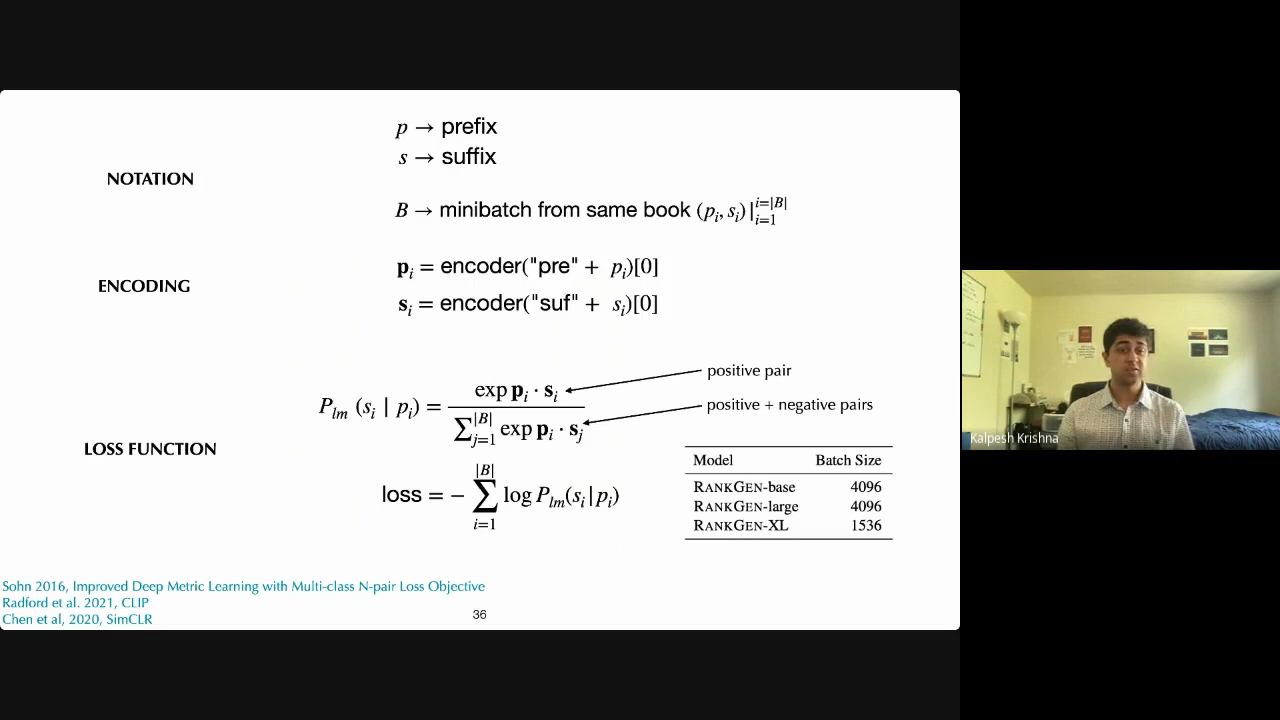 p → prefix
s → suffix
NOTATION
B → minibatch from same book (pᵢ, sᵢ)|ᵢ₌₁ⁱ⁼|ᴮ|
pᵢ = encoder("pre" + pᵢ)[0]
ENCODING
sᵢ = encoder("suf" + sᵢ)[0]
positive pair
P_lm (sᵢ | pᵢ) = exp pᵢ · sᵢ / ∑_{j=1}^{|B|} exp pᵢ · sⱼ
positive + negative pairs
LOSS FUNCTION
loss = − ∑_{i=1}^{|B|} log P_lm(sᵢ|pᵢ)
Model Batch Size
RANKGEN-base 4096
RANKGEN-large 4096
RANKGEN-XL 1536
Sohn 2016, Improved Deep Metric Learning with Multi-class N-pair Loss Objective
Radford et al. 2021, CLIP
Chen et al, 2020, SimCLR
36
Kalpesh Krishna